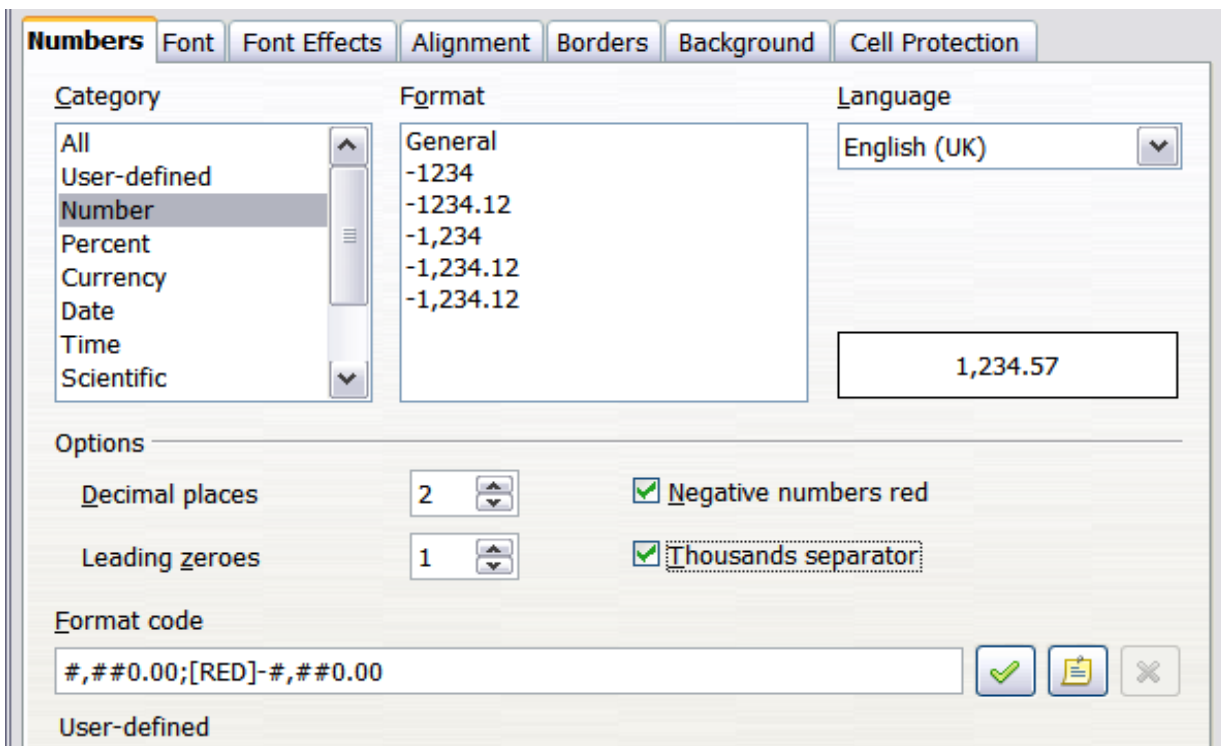 Numbers Font Font Effects Alignment Borders Background Cell Protection
Category
All
User-defined
Number
Percent
Currency
Date
Time
Scientific
Format
General
-1234
-1234.12
-1,234
-1,234.12
-1,234.12
Language
English (UK)
1,234.57
Options
Decimal places 2 Negative numbers red
Leading zeroes 1 Thousands separator
Format code
#,##0.00;[RED]-#,##0.00
User-defined